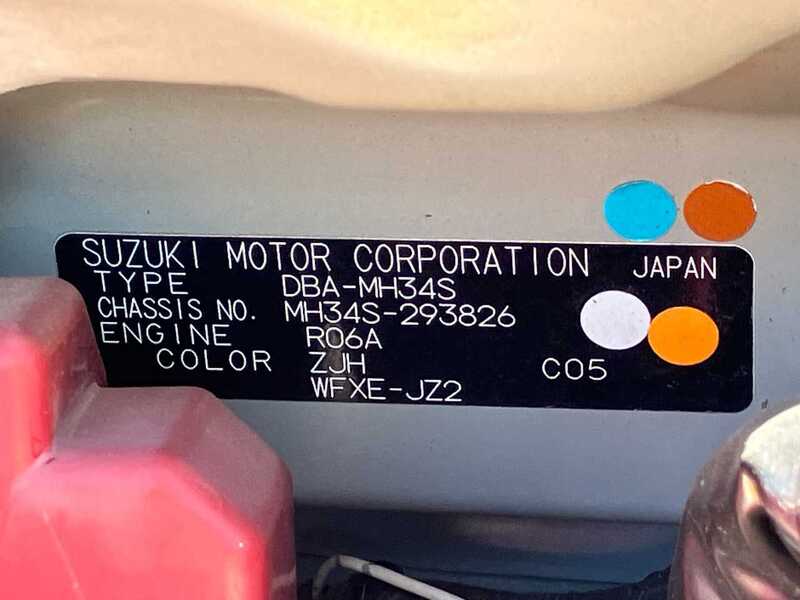 SUZUKI MOTOR CORPORATION JAPAN
TYPE DBA-MH34S
CHASSIS NO. MH34S-293826
ENGINE R06A
COLOR ZJH C05
WFXE-JZ2